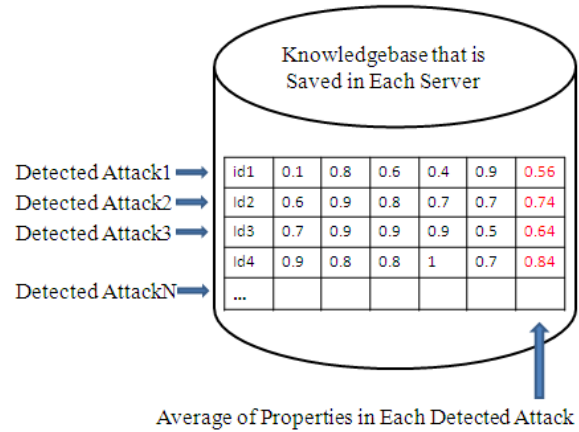 Knowledgebase that is
Saved in Each Server
Detected Attack1 id1 0.1 0.8 0.6 0.4 0.9 0.56
Detected Attack2 Id2 0.6 0.9 0.8 0.7 0.7 0.74
Detected Attack3 Id3 0.7 0.9 0.9 0.9 0.5 0.64
Id4 0.9 0.8 0.8 1 0.7 0.84
Detected AttackN ...
Average of Properties in Each Detected Attack